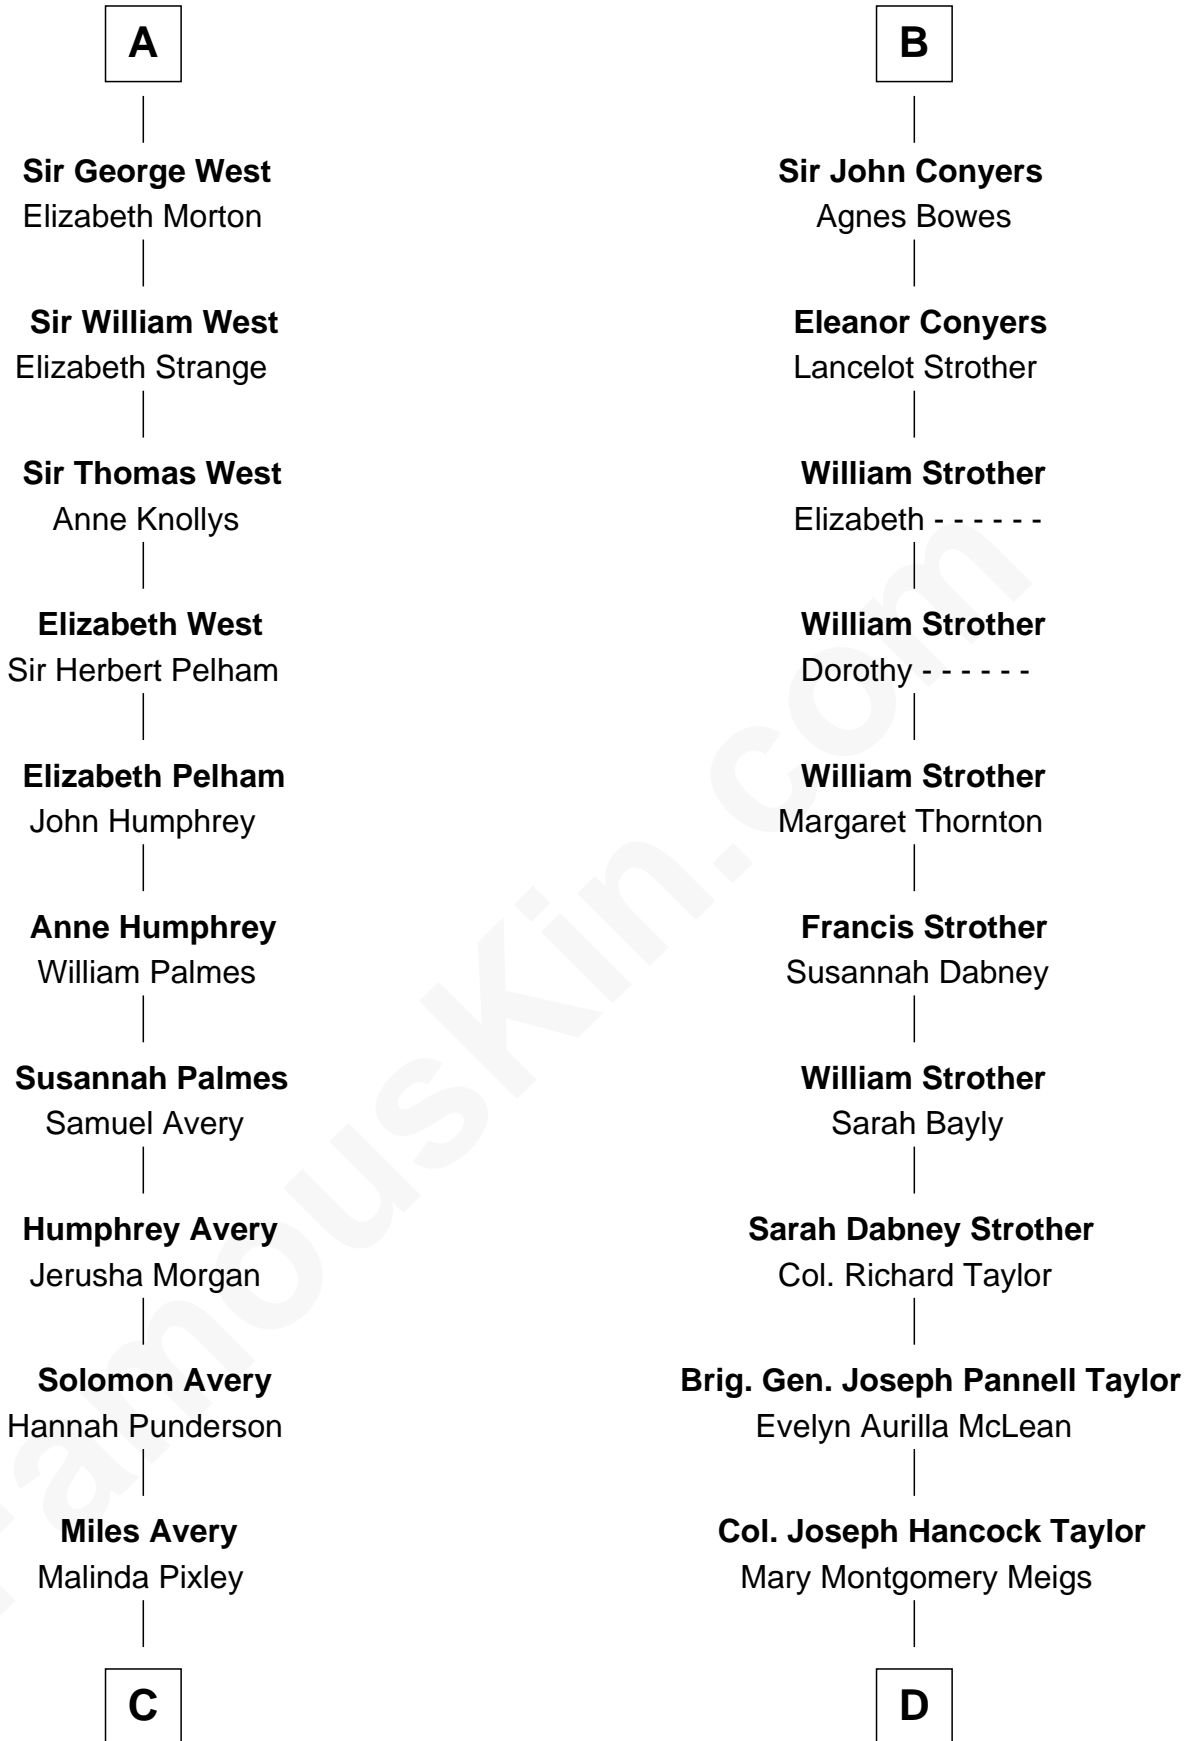 A
Sir George West
Elizabeth Morton
Sir William West
Elizabeth Strange
Sir Thomas West
Anne Knollys
Elizabeth West
Sir Herbert Pelham
Elizabeth Pelham
John Humphrey
Anne Humphrey
William Palmes
Susannah Palmes
Samuel Avery
Humphrey Avery
Jerusha Morgan
Solomon Avery
Hannah Punderson
Miles Avery
Malinda Pixley
C
B
Sir John Conyers
Agnes Bowes
Eleanor Conyers
Lancelot Strother
William Strother
Elizabeth - - - - - -
William Strother
Dorothy - - - - - -
William Strother
Margaret Thornton
Francis Strother
Susannah Dabney
William Strother
Sarah Bayly
Sarah Dabney Strother
Col. Richard Taylor
Brig. Gen. Joseph Pannell Taylor
Evelyn Aurilla McLean
Col. Joseph Hancock Taylor
Mary Montgomery Meigs
D
FamousKin.com